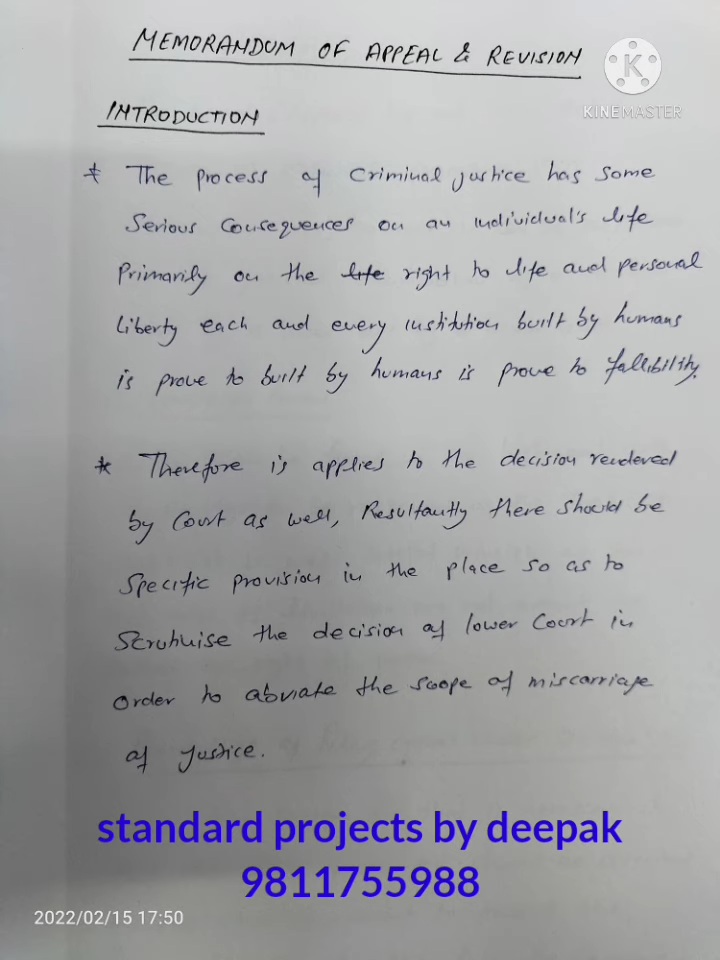 MEMORANDUM OF APPEAL & REVISION
K
KINEMASTER
INTRODUCTION
* The process of Criminal justice has some
Serious Consequences on an individual's life
Primarily on the life right to life and personal
Liberty each and every institution built by humans
is prove to built by humans is prove to fallibility.
* Therefore is applies to the decision rendered
by Court as well, Resultantly there should be
Specific provision in the place so as to
Scrutinise the decision of lower Court in
order to abviate the scope of miscarriage
of Justice.
standard projects by deepak
9811755988
2022/02/15 17:50